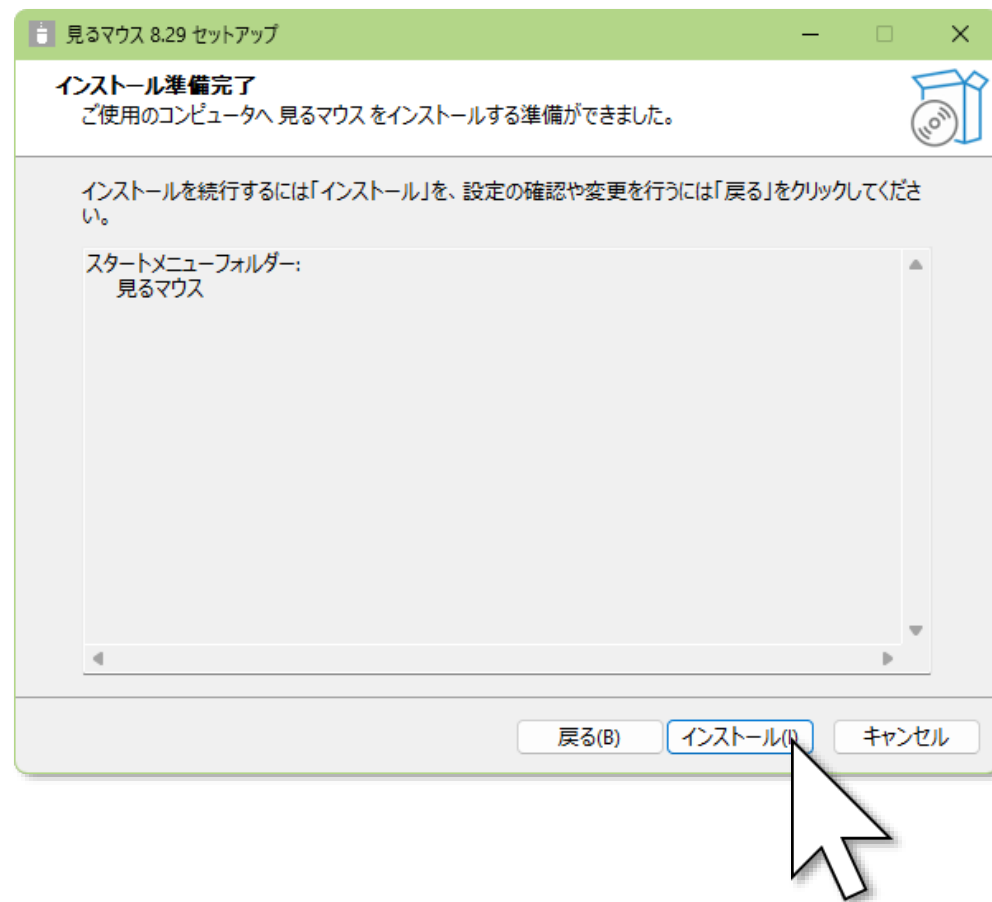 見るマウス 8.29 セットアップ
インストール準備完了
ご使用のコンピュータへ 見るマウス をインストールする準備ができました。
インストールを続行するには「インストール」を、設定の確認や変更を行うには「戻る」をクリックしてくださ
い。
スタートメニューフォルダー:
見るマウス
戻る(B) インストール(I) キャンセル